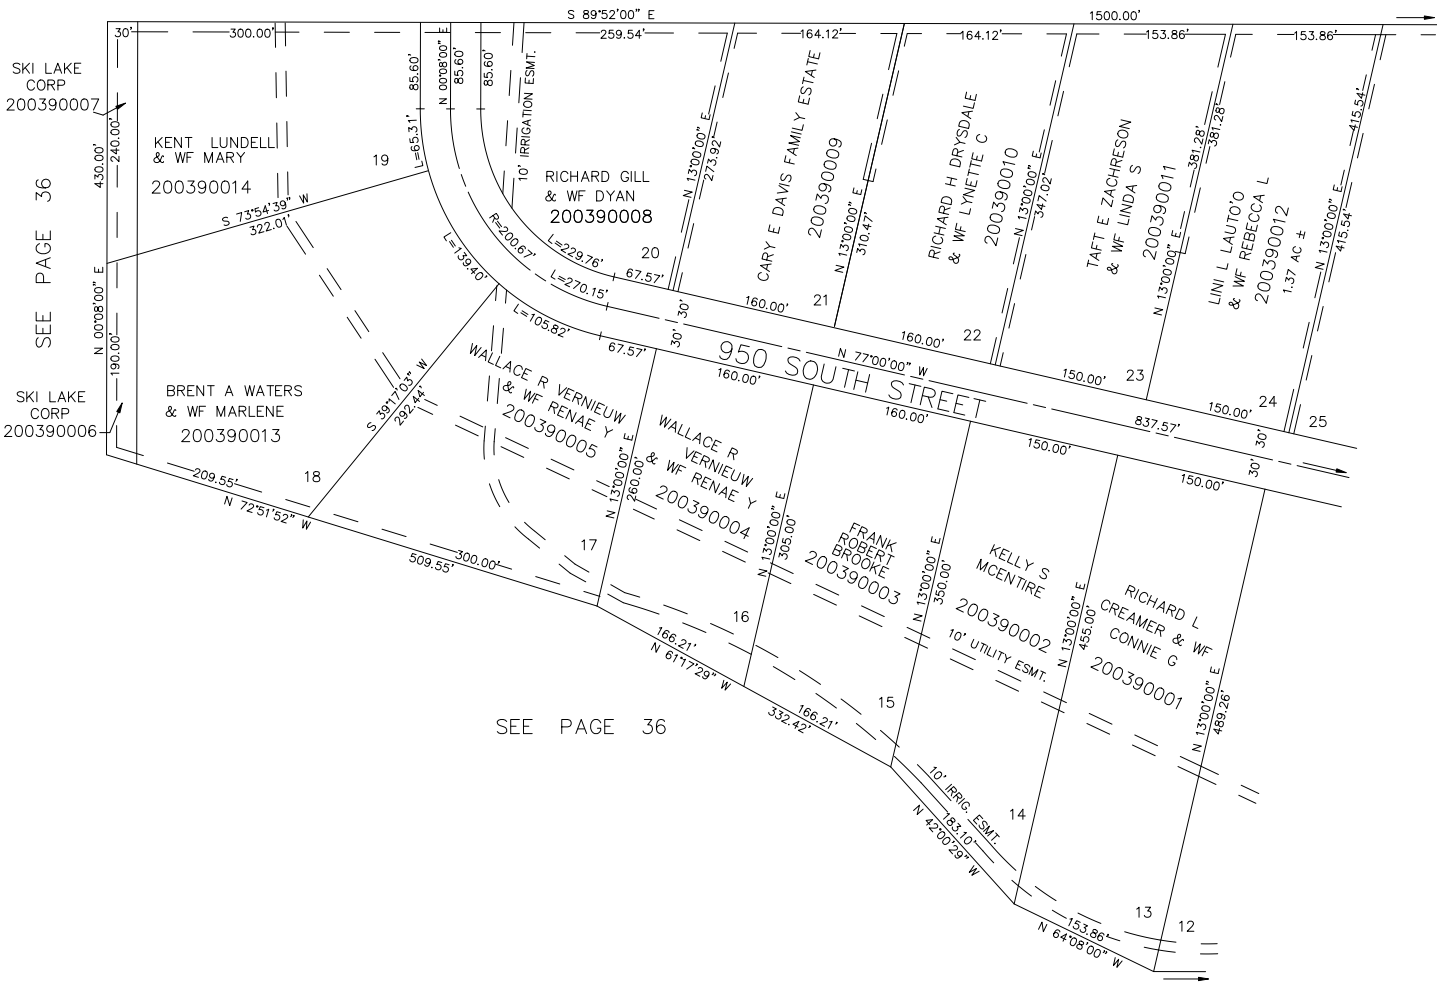 S 89°52'00" E
1500.00'
30'
300.00'
259.54'
164.12'
164.12'
153.86'
153.86'
SKI LAKE
CORP
200390007
430.00'
240.00'
KENT LUNDELL
& WF MARY
200390014
19
85.60'
N 00°08'00" E
85.60'
85.60'
L=65.31'
10' IRRIGATION ESMT.
RICHARD GILL
& WF DYAN
200390008
20
N 13°00'00" E
273.92'
CARY E DAVIS FAMILY ESTATE
200390009
21
N 13°00'00" E
310.47'
RICHARD H DRYSDALE
& WF LYNETTE C
200390010
22
N 13°00'00" E
347.02'
TAFT E ZACHRESON
& WF LINDA S
200390011
23
N 13°00'00" E
381.28'
381.28'
LINI L LAUTO'O
& WF REBECCA L
200390012
1.37 AC ±
24
N 13°00'00" E
415.54'
415.54'
25
SEE PAGE 36
S 73°54'39" W
322.01'
N 00°08'00" E
190.00'
L=139.40'
R=200.67'
L=229.76'
L=270.15'
L=105.82'
67.57'
67.57'
30'
30'
160.00'
160.00'
150.00'
150.00'
950 SOUTH STREET
N 77°00'00" W
837.57'
30'
30'
160.00'
160.00'
150.00'
150.00'
SKI LAKE
CORP
200390006
BRENT A WATERS
& WF MARLENE
200390013
18
S 39°17'03" W
292.44'
209.55'
N 72°51'52" W
509.55'
300.00'
WALLACE R VERNIEUW
& WF RENAE Y
200390005
17
N 13°00'00" E
260.00'
WALLACE R
VERNIEUW
& WF RENAE Y
200390004
16
N 13°00'00" E
305.00'
FRANK
ROBERT
BROOKE
200390003
15
N 13°00'00" E
350.00'
KELLY S
MCENTIRE
200390002
10' UTILITY ESMT.
14
N 13°00'00" E
455.00'
RICHARD L
CREAMER & WF
CONNIE G
200390001
13
N 13°00'00" E
489.26'
12
166.21'
N 61°17'29" W
332.42'
166.21'
SEE PAGE 36
10' IRRIG. ESMT.
183.10'
N 42°00'29" W
153.86'
N 64°08'00" W